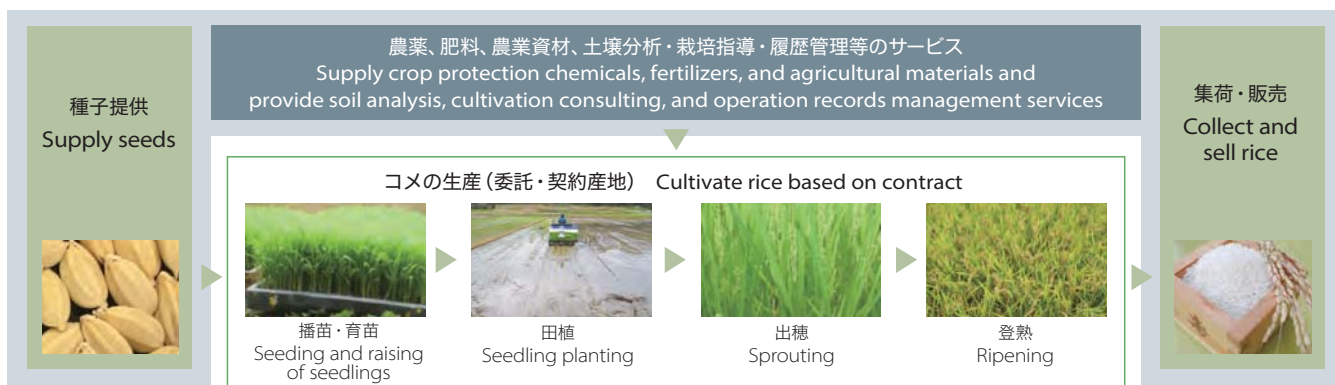 種子提供
Supply seeds
農薬、肥料、農業資材、土壌分析・栽培指導・履歴管理等のサービス
Supply crop protection chemicals, fertilizers, and agricultural materials and
provide soil analysis, cultivation consulting, and operation records management services
コメの生産（委託・契約産地） Cultivate rice based on contract
播苗・育苗
Seeding and raising
of seedlings
田植
Seedling planting
出穂
Sprouting
登熟
Ripening
集荷・販売
Collect and
sell rice